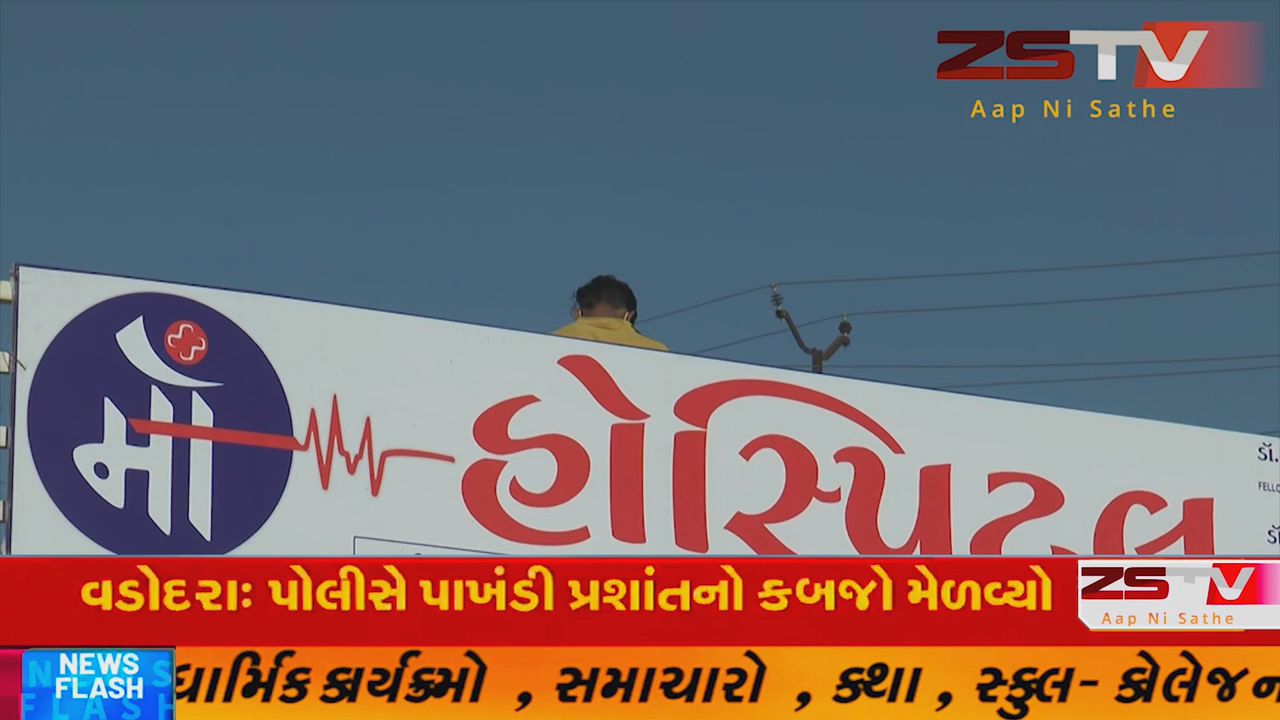 ZSTV
Aap Ni Sathe
માઁ
હોસ્પિટલ
ડૉ.
વડોદરાઃ પોલીસે પાખંડી પ્રશાંતનો કબજો મેળવ્યો
ZSTV
Aap Ni Sathe
NEWS
FLASH
ધાર્મિક કાર્યક્રમો , સમાચારો , કથા , સ્કુલ- કોલેજન